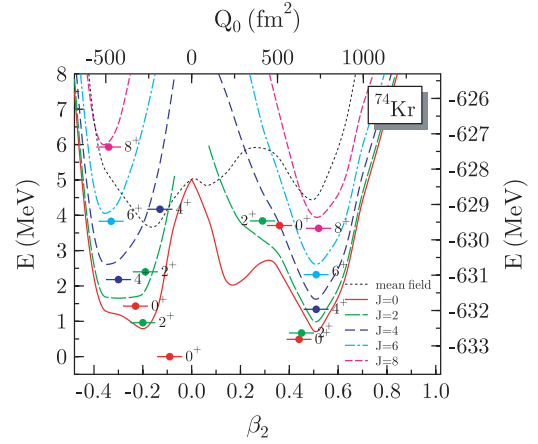 Q₀ (fm²)
-500 0 500 1000
⁷⁴Kr
8
7
6
5
4
3
2
1
0
E (MeV)
-626
-627
-628
-629
-630
-631
-632
-633
E (MeV)
8⁺
6⁺
4⁺
4
2⁺
0⁺
2⁺
0⁺
2⁺
0⁺
8⁺
6⁺
4⁺
2⁺
0⁺
mean field
J=0
J=2
J=4
J=6
J=8
-0.4 -0.2 0.0 0.2 0.4 0.6 0.8 1.0
β₂